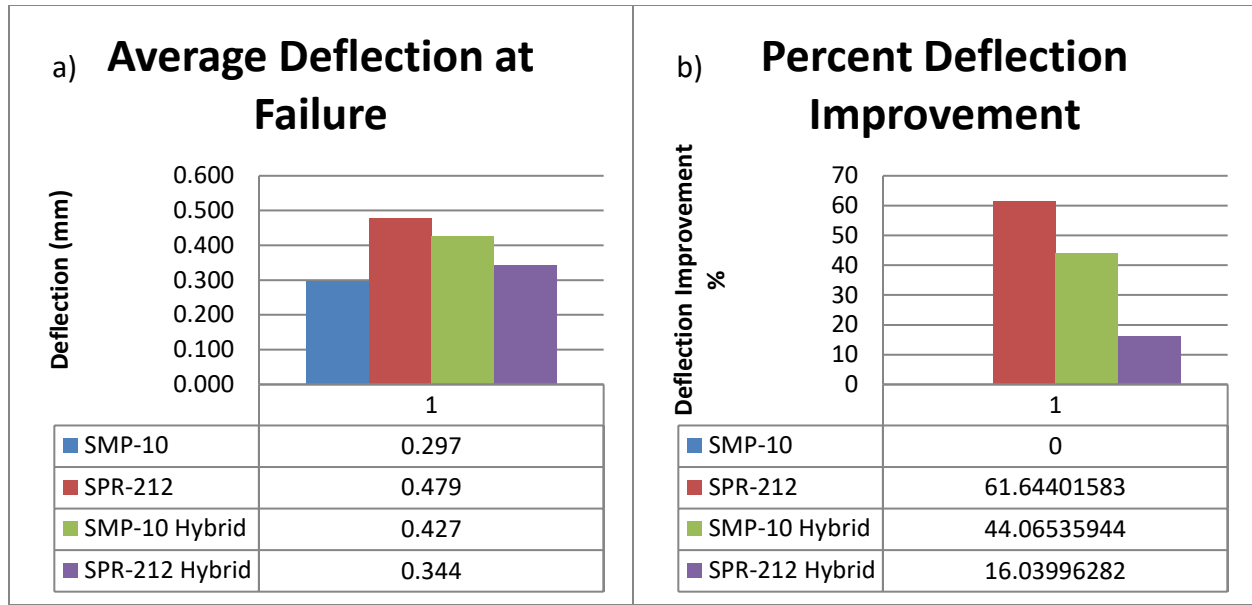 a) Average Deflection at
Failure
Deflection (mm)
0.600
0.500
0.400
0.300
0.200
0.100
0.000
1
SMP-10 0.297
SPR-212 0.479
SMP-10 Hybrid 0.427
SPR-212 Hybrid 0.344
b) Percent Deflection
Improvement
Deflection Improvement
%
70
60
50
40
30
20
10
0
1
SMP-10 0
SPR-212 61.64401583
SMP-10 Hybrid 44.06535944
SPR-212 Hybrid 16.03996282